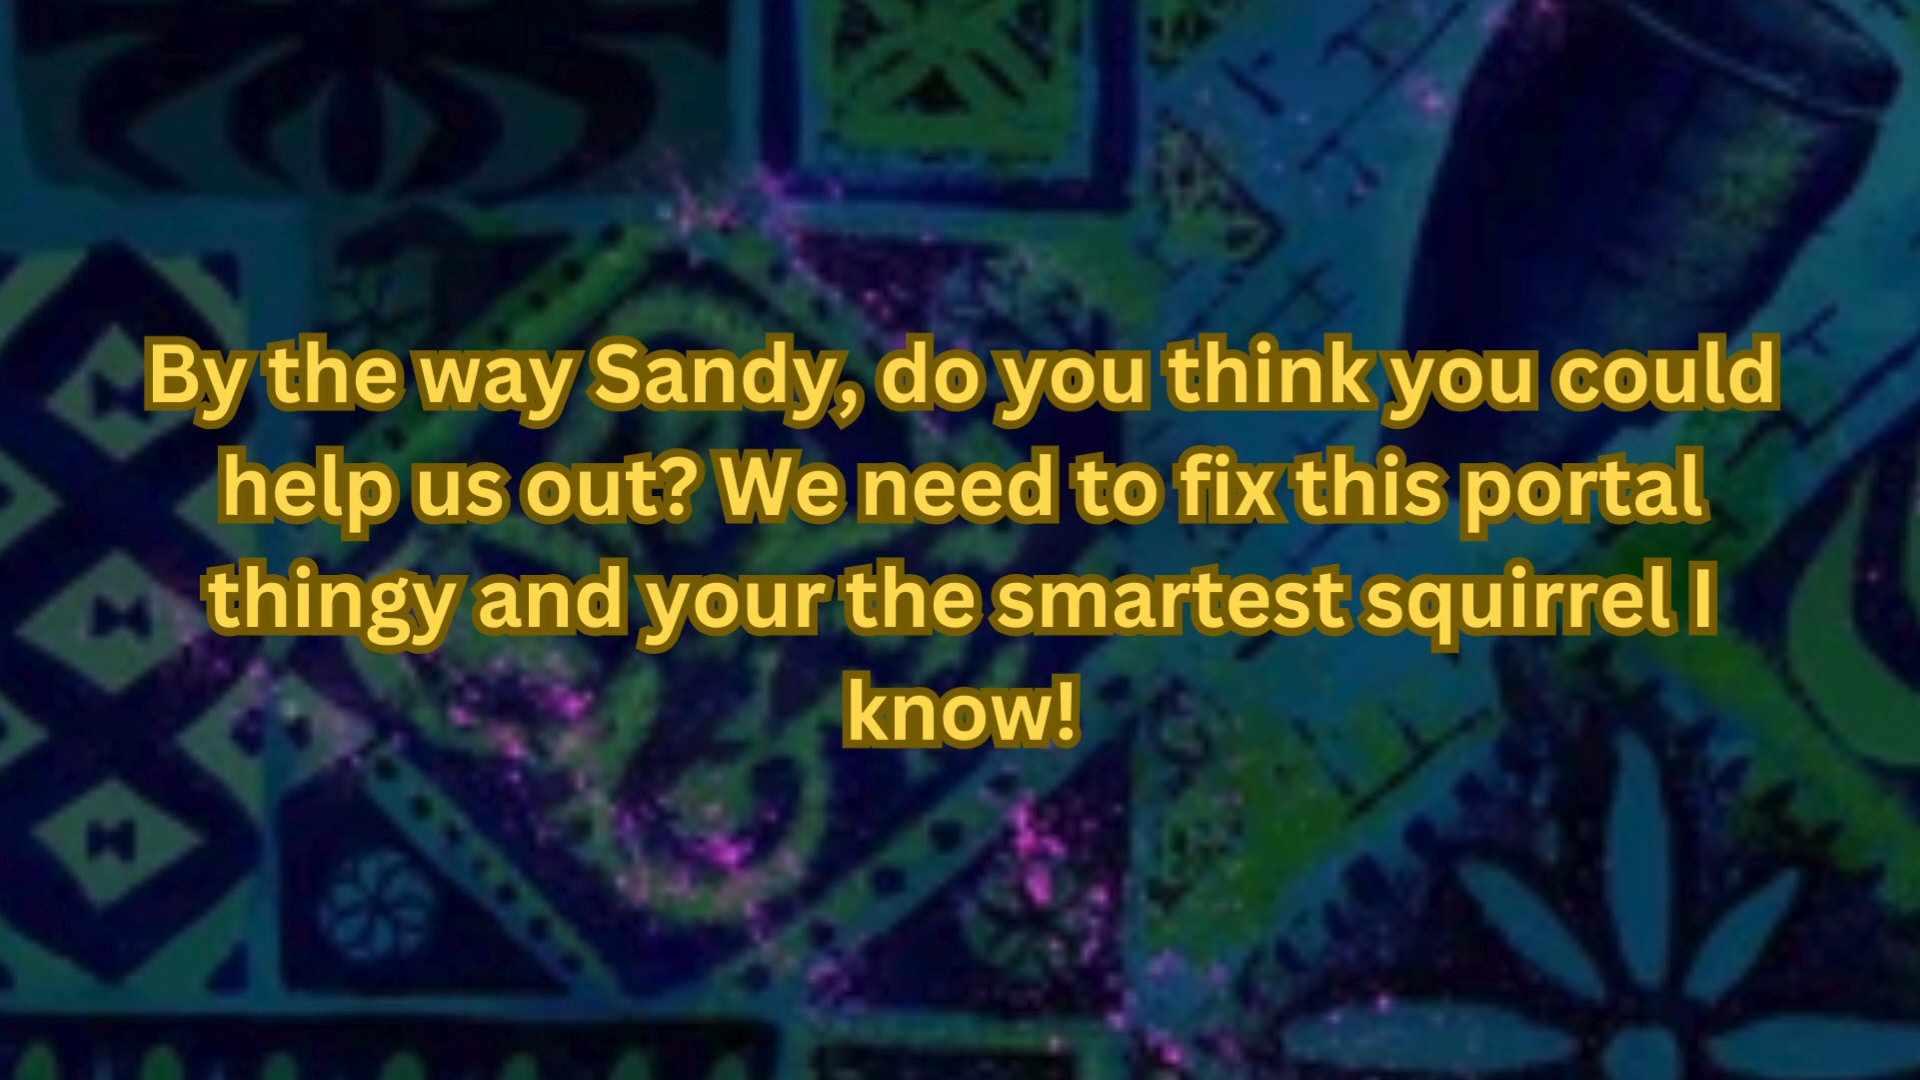 By the way Sandy, do you think you could
help us out? We need to fix this portal
thingy and your the smartest squirrel I
know!